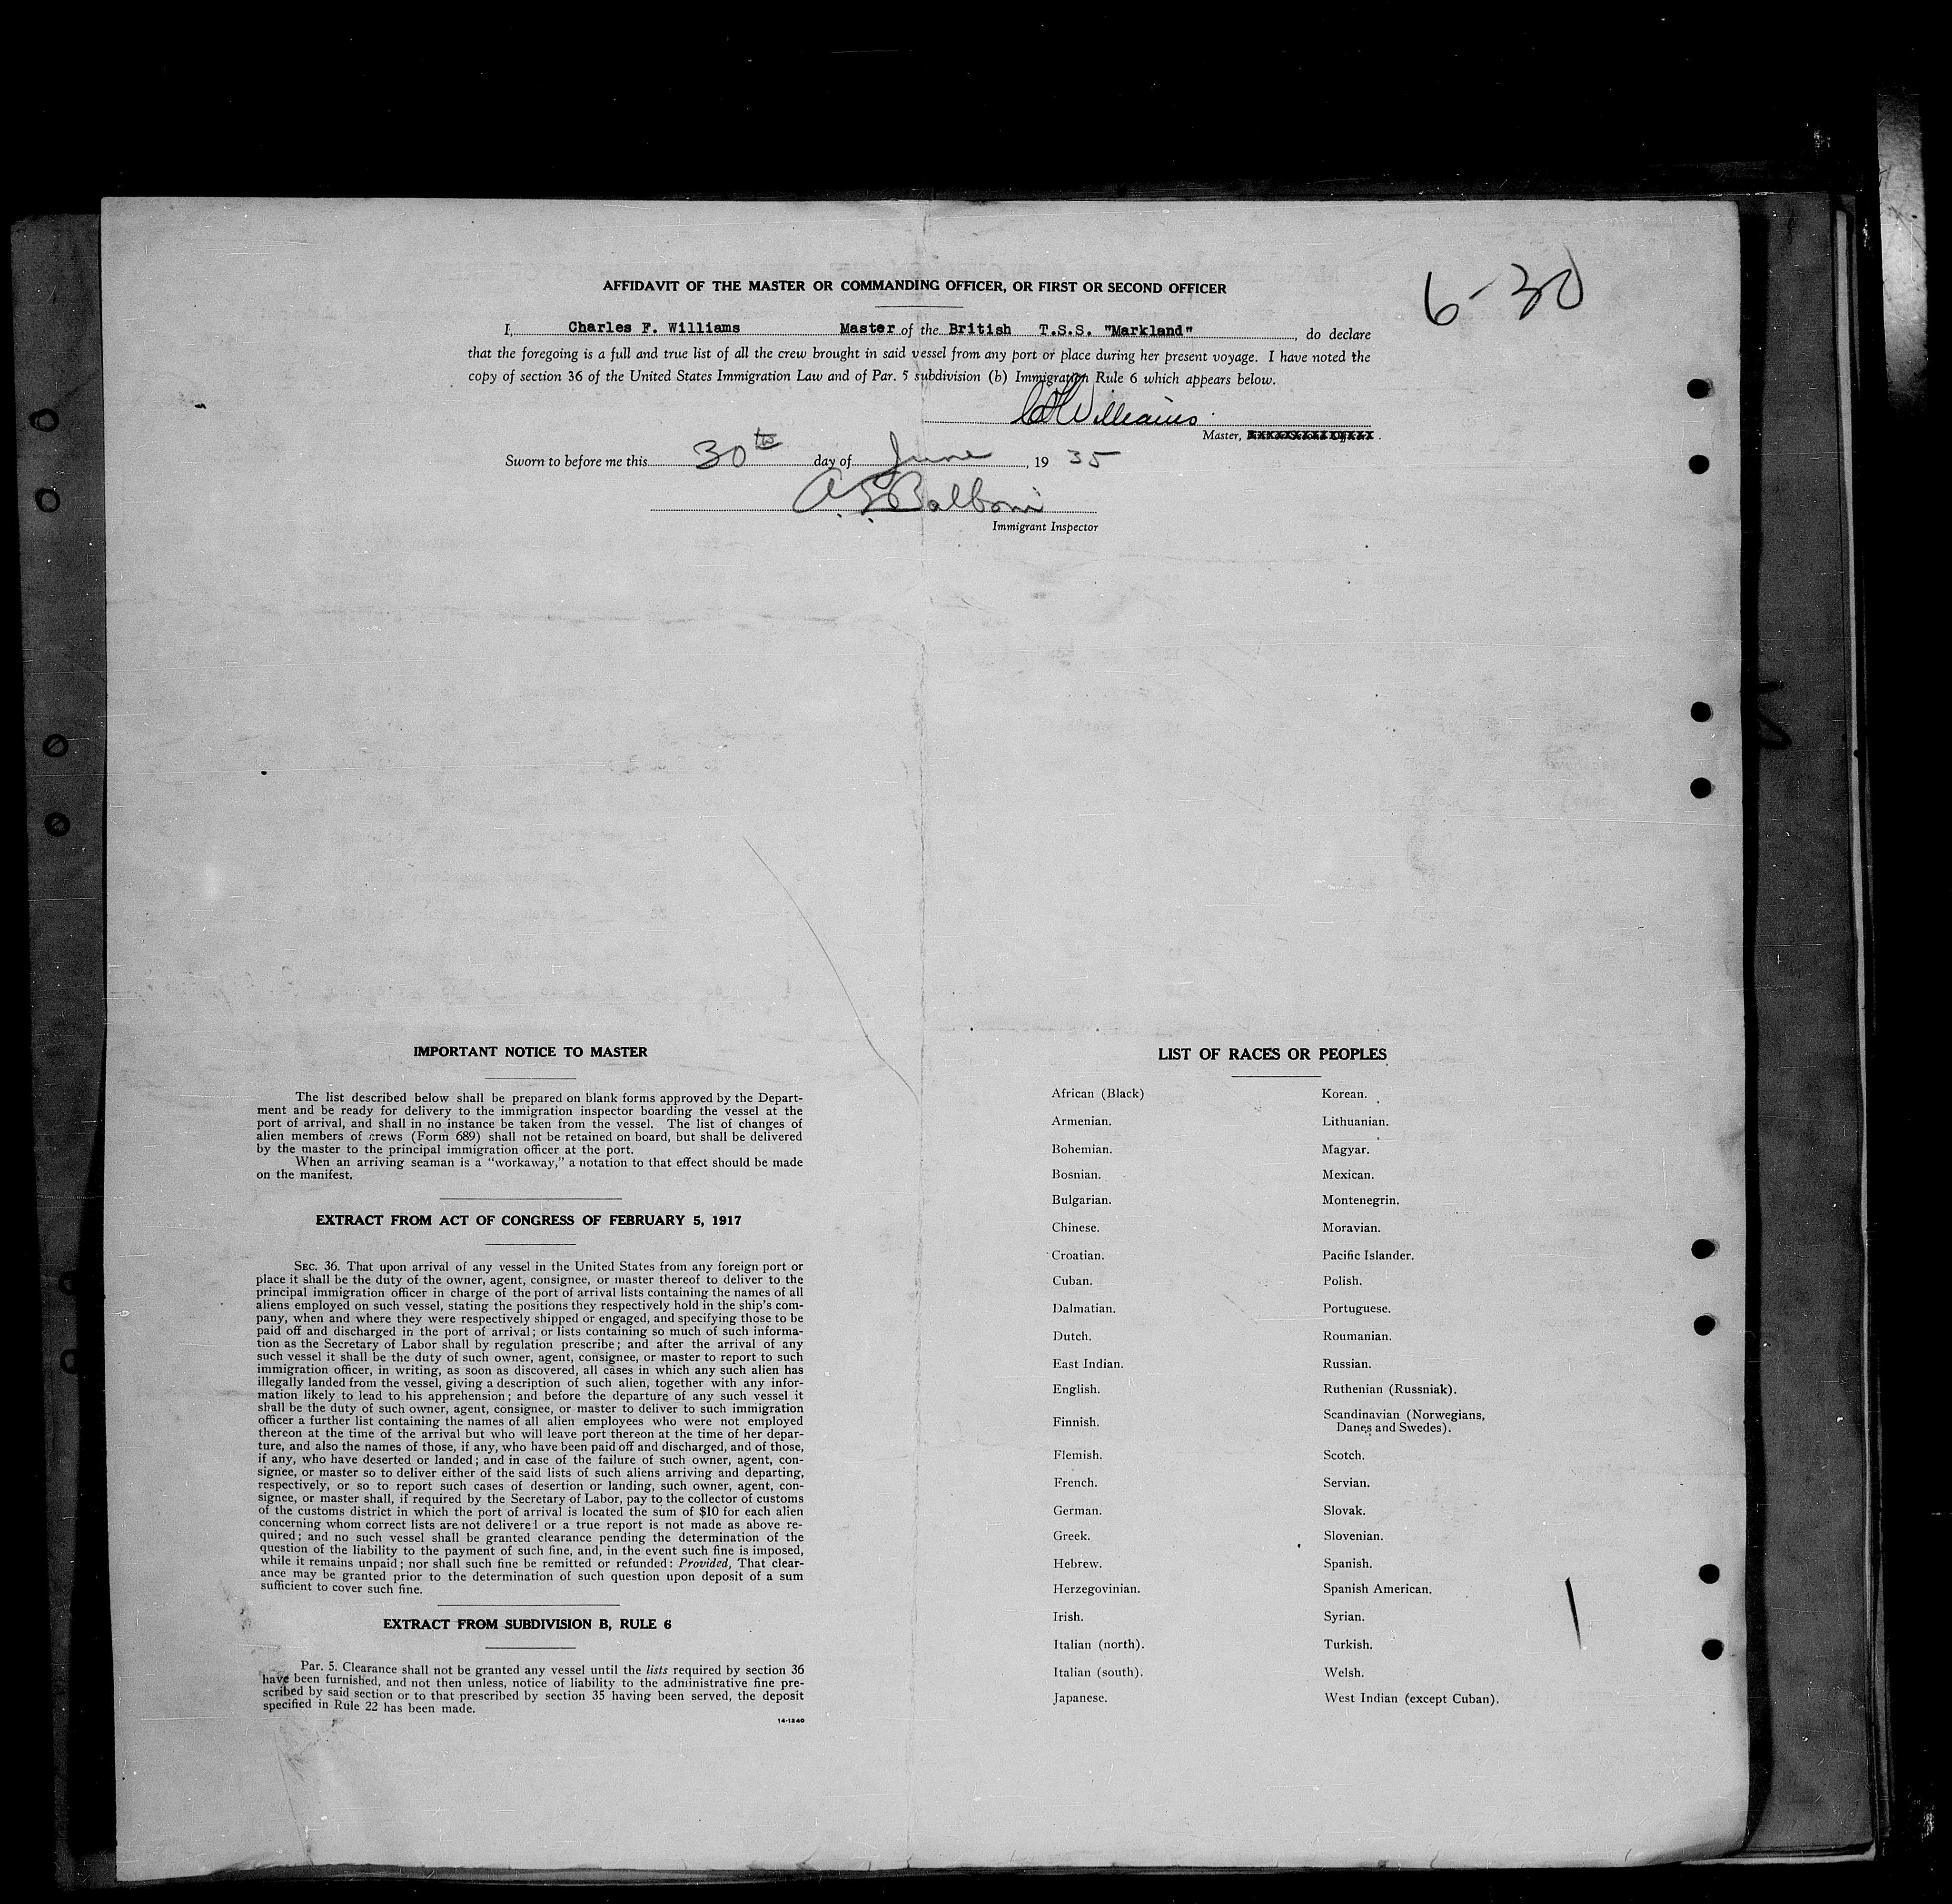 6-30
AFFIDAVIT OF THE MASTER OR COMMANDING OFFICER, OR FIRST OR SECOND OFFICER
I, Charles F. Williams Master of the British T.S.S. "Markland" , do declare
that the foregoing is a full and true list of all the crew brought in said vessel from any port or place during her present voyage. I have noted the
copy of section 36 of the United States Immigration Law and of Par. 5 subdivision (b) Immigration Rule 6 which appears below.
CFWilliams.
Master,
Sworn to before me this 30th day of June , 19 35
A. E. Balboni
Immigrant Inspector
IMPORTANT NOTICE TO MASTER
The list described below shall be prepared on blank forms approved by the Depart-
ment and be ready for delivery to the immigration inspector boarding the vessel at the
port of arrival, and shall in no instance be taken from the vessel. The list of changes of
alien members of crews (Form 689) shall not be retained on board, but shall be delivered
by the master to the principal immigration officer at the port.
When an arriving seaman is a "workaway," a notation to that effect should be made
on the manifest.
EXTRACT FROM ACT OF CONGRESS OF FEBRUARY 5, 1917
SEC. 36. That upon arrival of any vessel in the United States from any foreign port or
place it shall be the duty of the owner, agent, consignee, or master thereof to deliver to the
principal immigration officer in charge of the port of arrival lists containing the names of all
aliens employed on such vessel, stating the positions they respectively hold in the ship's com-
pany, when and where they were respectively shipped or engaged, and specifying those to be
paid off and discharged in the port of arrival; or lists containing so much of such informa-
tion as the Secretary of Labor shall by regulation prescribe; and after the arrival of any
such vessel it shall be the duty of such owner, agent, consignee, or master to report to such
immigration officer, in writing, as soon as discovered, all cases in which any such alien has
illegally landed from the vessel, giving a description of such alien, together with any infor-
mation likely to lead to his apprehension; and before the departure of any such vessel it
shall be the duty of such owner, agent, consignee, or master to deliver to such immigration
officer a further list containing the names of all alien employees who were not employed
thereon at the time of the arrival but who will leave port thereon at the time of her depar-
ture, and also the names of those, if any, who have been paid off and discharged, and of those,
if any, who have deserted or landed; and in case of the failure of such owner, agent, con-
signee, or master so to deliver either of the said lists of such aliens arriving and departing,
respectively, or so to report such cases of desertion or landing, such owner, agent, con-
signee, or master shall, if required by the Secretary of Labor, pay to the collector of customs
of the customs district in which the port of arrival is located the sum of $10 for each alien
concerning whom correct lists are not delivered or a true report is not made as above re-
quired; and no such vessel shall be granted clearance pending the determination of the
question of the liability to the payment of such fine, and, in the event such fine is imposed,
while it remains unpaid; nor shall such fine be remitted or refunded: Provided, That clear-
ance may be granted prior to the determination of such question upon deposit of a sum
sufficient to cover such fine.
EXTRACT FROM SUBDIVISION B, RULE 6
Par. 5. Clearance shall not be granted any vessel until the lists required by section 36
have been furnished, and not then unless, notice of liability to the administrative fine pre-
scribed by said section or to that prescribed by section 35 having been served, the deposit
specified in Rule 22 has been made.
14-1240
LIST OF RACES OR PEOPLES
African (Black)
Armenian.
Bohemian.
Bosnian.
Bulgarian.
Chinese.
Croatian.
Cuban.
Dalmatian.
Dutch.
East Indian.
English.
Finnish.
Flemish.
French.
German.
Greek.
Hebrew.
Herzegovinian.
Irish.
Italian (north).
Italian (south).
Japanese.
Korean.
Lithuanian.
Magyar.
Mexican.
Montenegrin.
Moravian.
Pacific Islander.
Polish.
Portuguese.
Roumanian.
Russian.
Ruthenian (Russniak).
Scandinavian (Norwegians,
Danes and Swedes).
Scotch.
Servian.
Slovak.
Slovenian.
Spanish.
Spanish American.
Syrian.
Turkish.
Welsh.
West Indian (except Cuban).